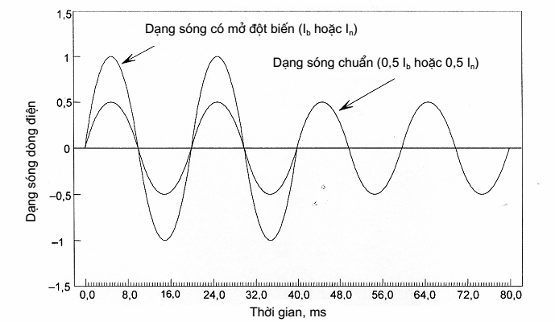 1,5
Dạng sóng có mở đột biến (Ib hoặc In)
1
Dạng sóng chuẩn (0,5 Ib hoặc 0,5 In)
0,5
0
−0,5
−1
−1,5
Dạng sóng dòng điện
0,0 8,0 16,0 24,0 32,0 40,0 48,0 56,0 64,0 72,0 80,0
Thời gian, ms